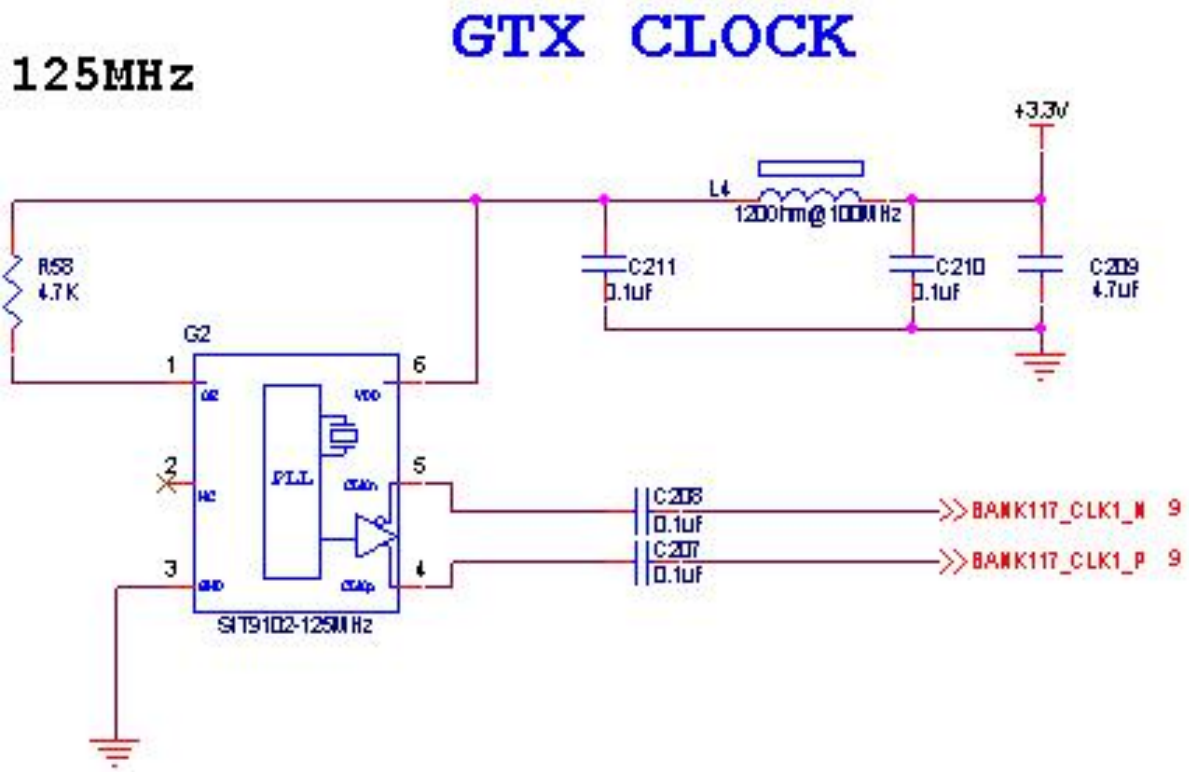 GTX CLOCK
125MHz
+3.3V
L4
120Ohm@100MHz
R58
4.7K
C211
0.1uF
C210
0.1uF
C209
4.7uF
G2
1
6
OE
VDD
2
5
NC
PLL
CLKn
C208
0.1uF
BANK117_CLK1_N 9
C207
0.1uF
BANK117_CLK1_P 9
3
4
GND
CLKp
SIT9102-125MHz